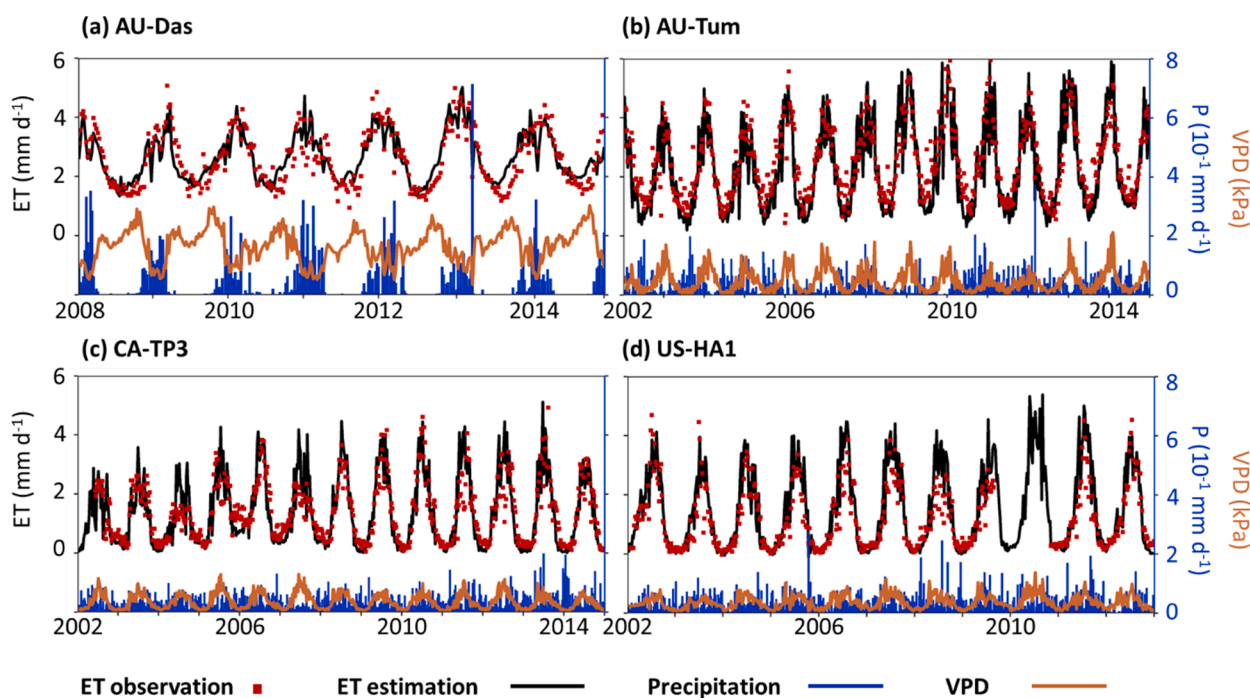 (a) AU-Das
(b) AU-Tum
6
4
2
0
ET (mm d-1)
2008
2010
2012
2014
8
6
4
2
0
P (10-1 mm d-1)
VPD (kPa)
2002
2006
2010
2014
(c) CA-TP3
(d) US-HA1
6
4
2
0
ET (mm d-1)
2002
2006
2010
2014
8
6
4
2
0
P (10-1 mm d-1)
VPD (kPa)
2002
2006
2010
ET observation
ET estimation
Precipitation
VPD